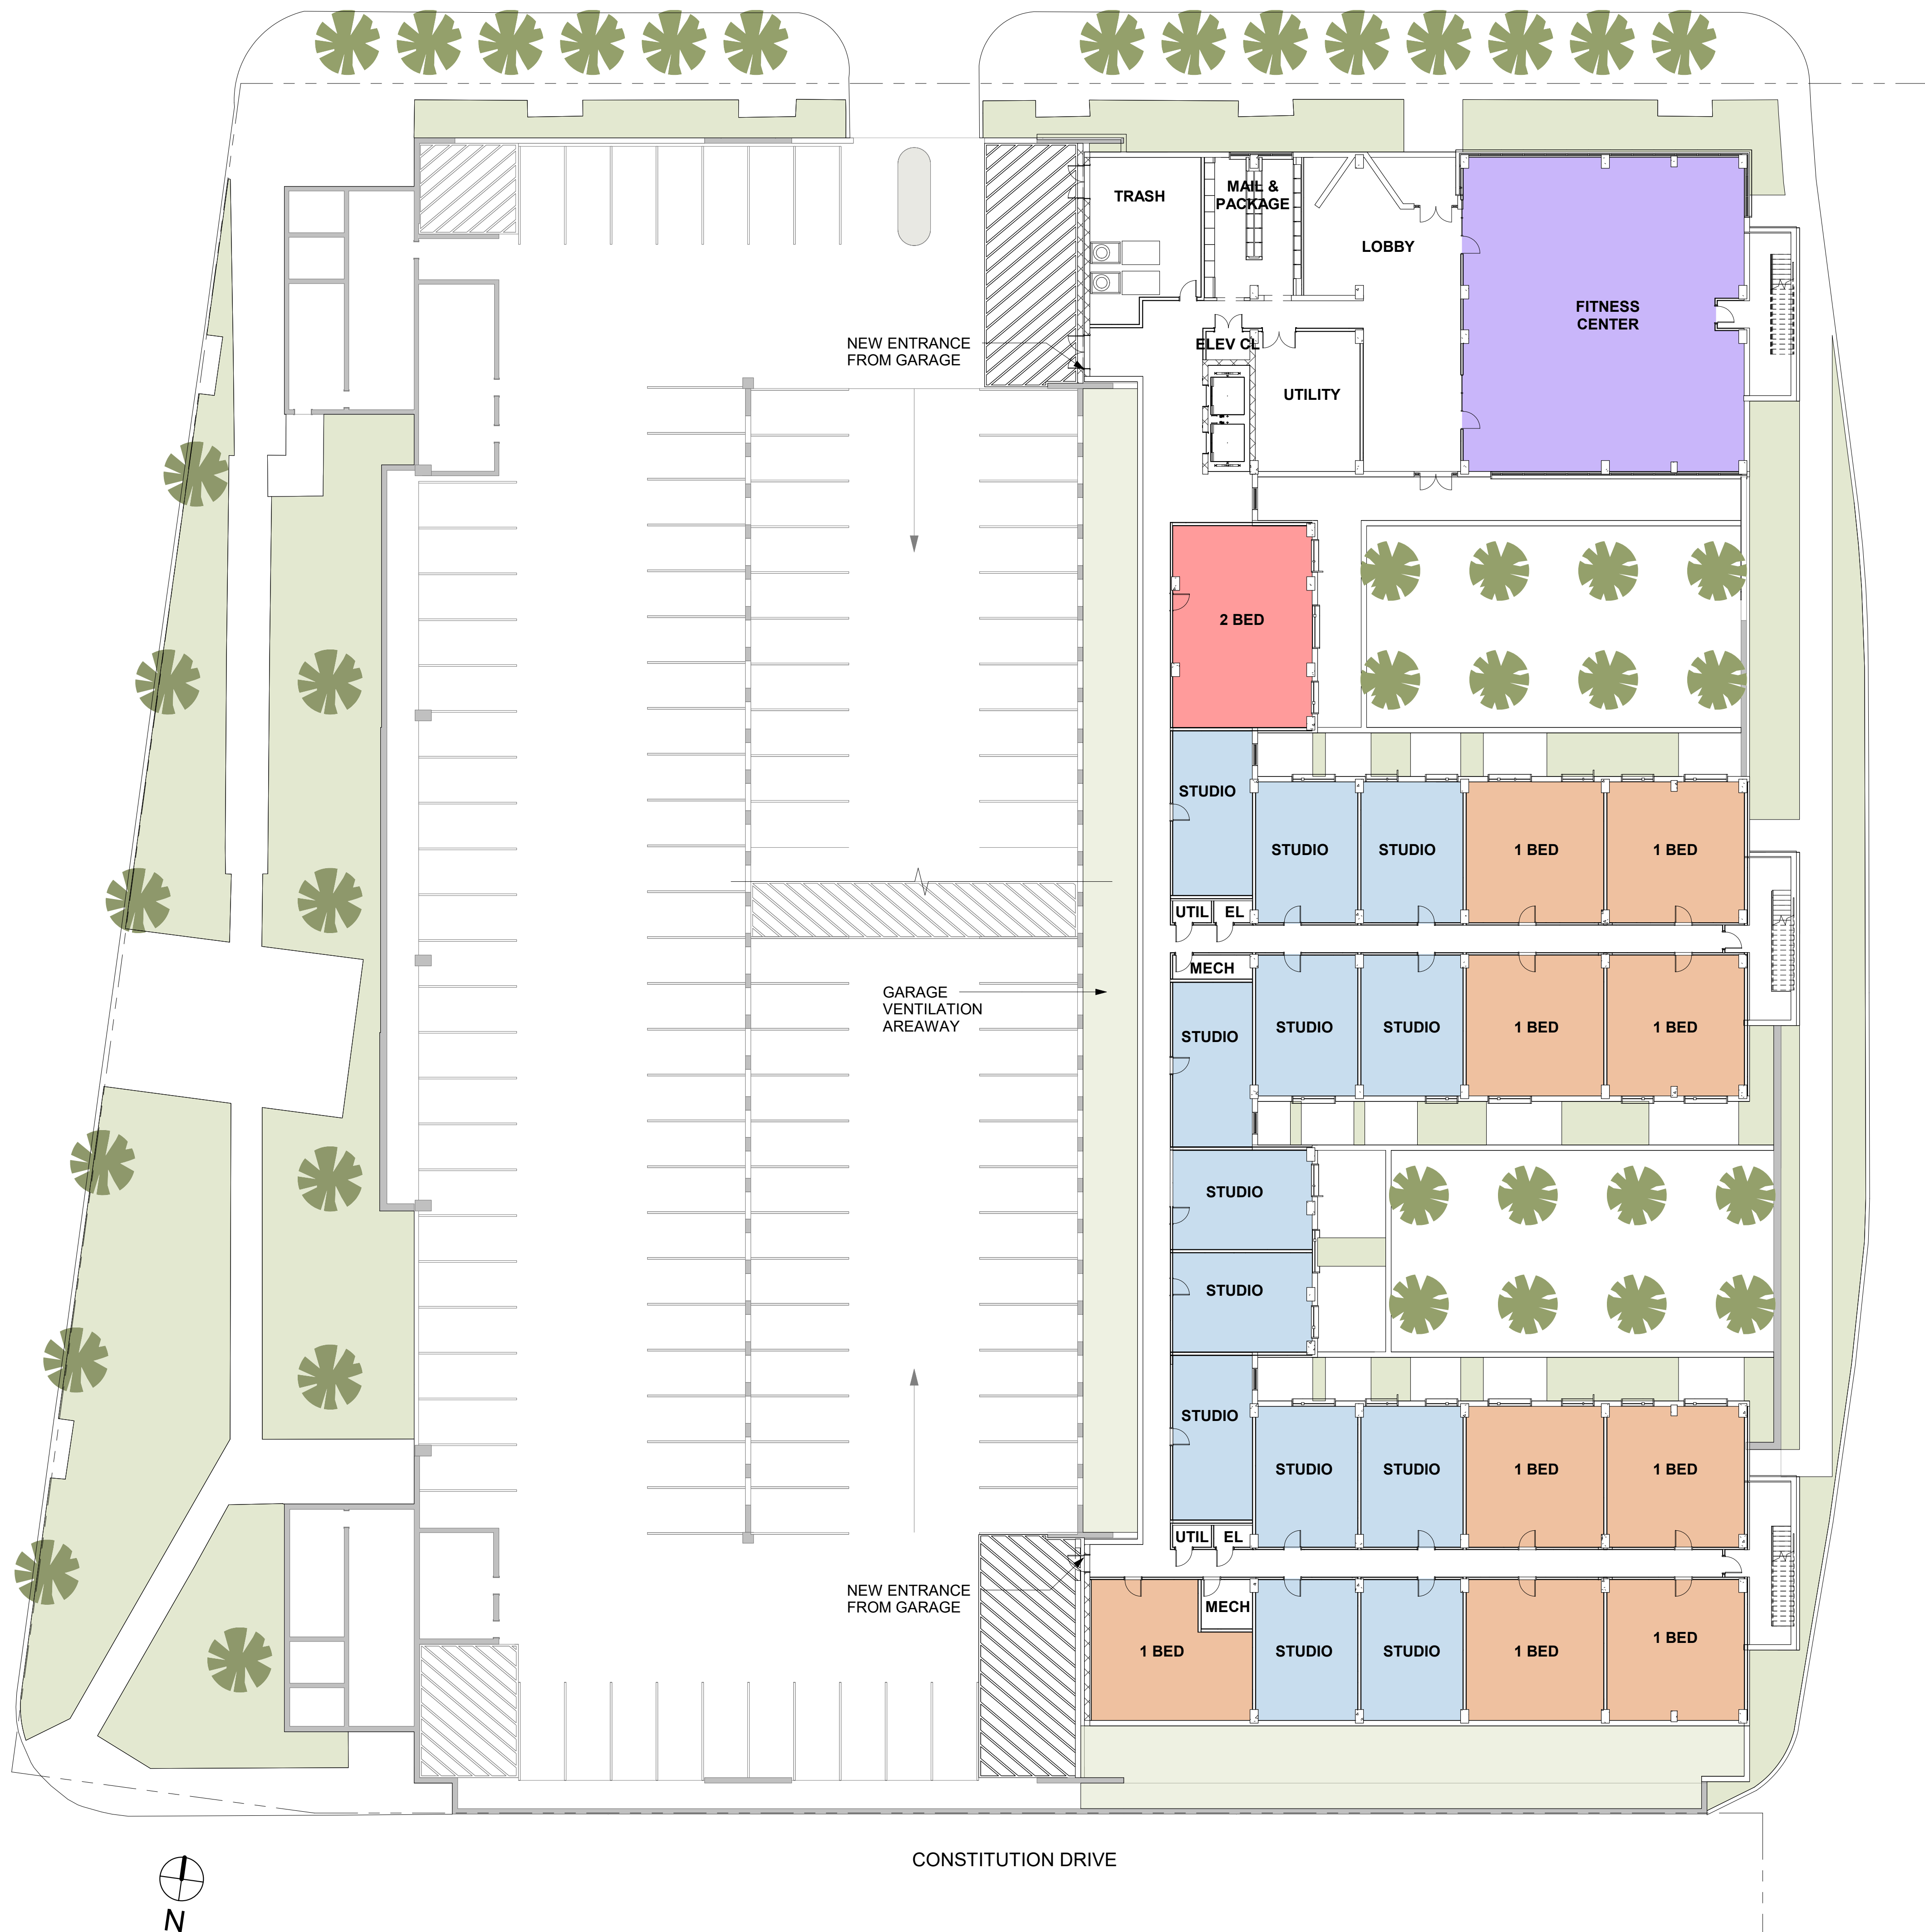 TRASH
MAIL &
PACKAGE
LOBBY
FITNESS
CENTER
NEW ENTRANCE
FROM GARAGE
ELEV CL
UTILITY
2 BED
STUDIO
STUDIO
STUDIO
1 BED
1 BED
UTIL
EL
MECH
GARAGE
VENTILATION
AREAWAY
STUDIO
STUDIO
STUDIO
1 BED
1 BED
STUDIO
STUDIO
STUDIO
STUDIO
STUDIO
1 BED
1 BED
UTIL
EL
NEW ENTRANCE
FROM GARAGE
MECH
1 BED
STUDIO
STUDIO
1 BED
1 BED
CONSTITUTION DRIVE
N